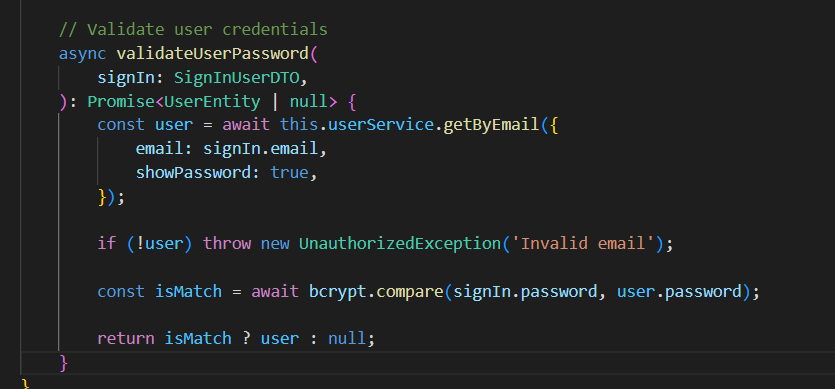 // Validate user credentials
async validateUserPassword(
signIn: SignInUserDTO,
): Promise<UserEntity | null> {
const user = await this.userService.getByEmail({
email: signIn.email,
showPassword: true,
});
if (!user) throw new UnauthorizedException('Invalid email');
const isMatch = await bcrypt.compare(signIn.password, user.password);
return isMatch ? user : null;
}
}